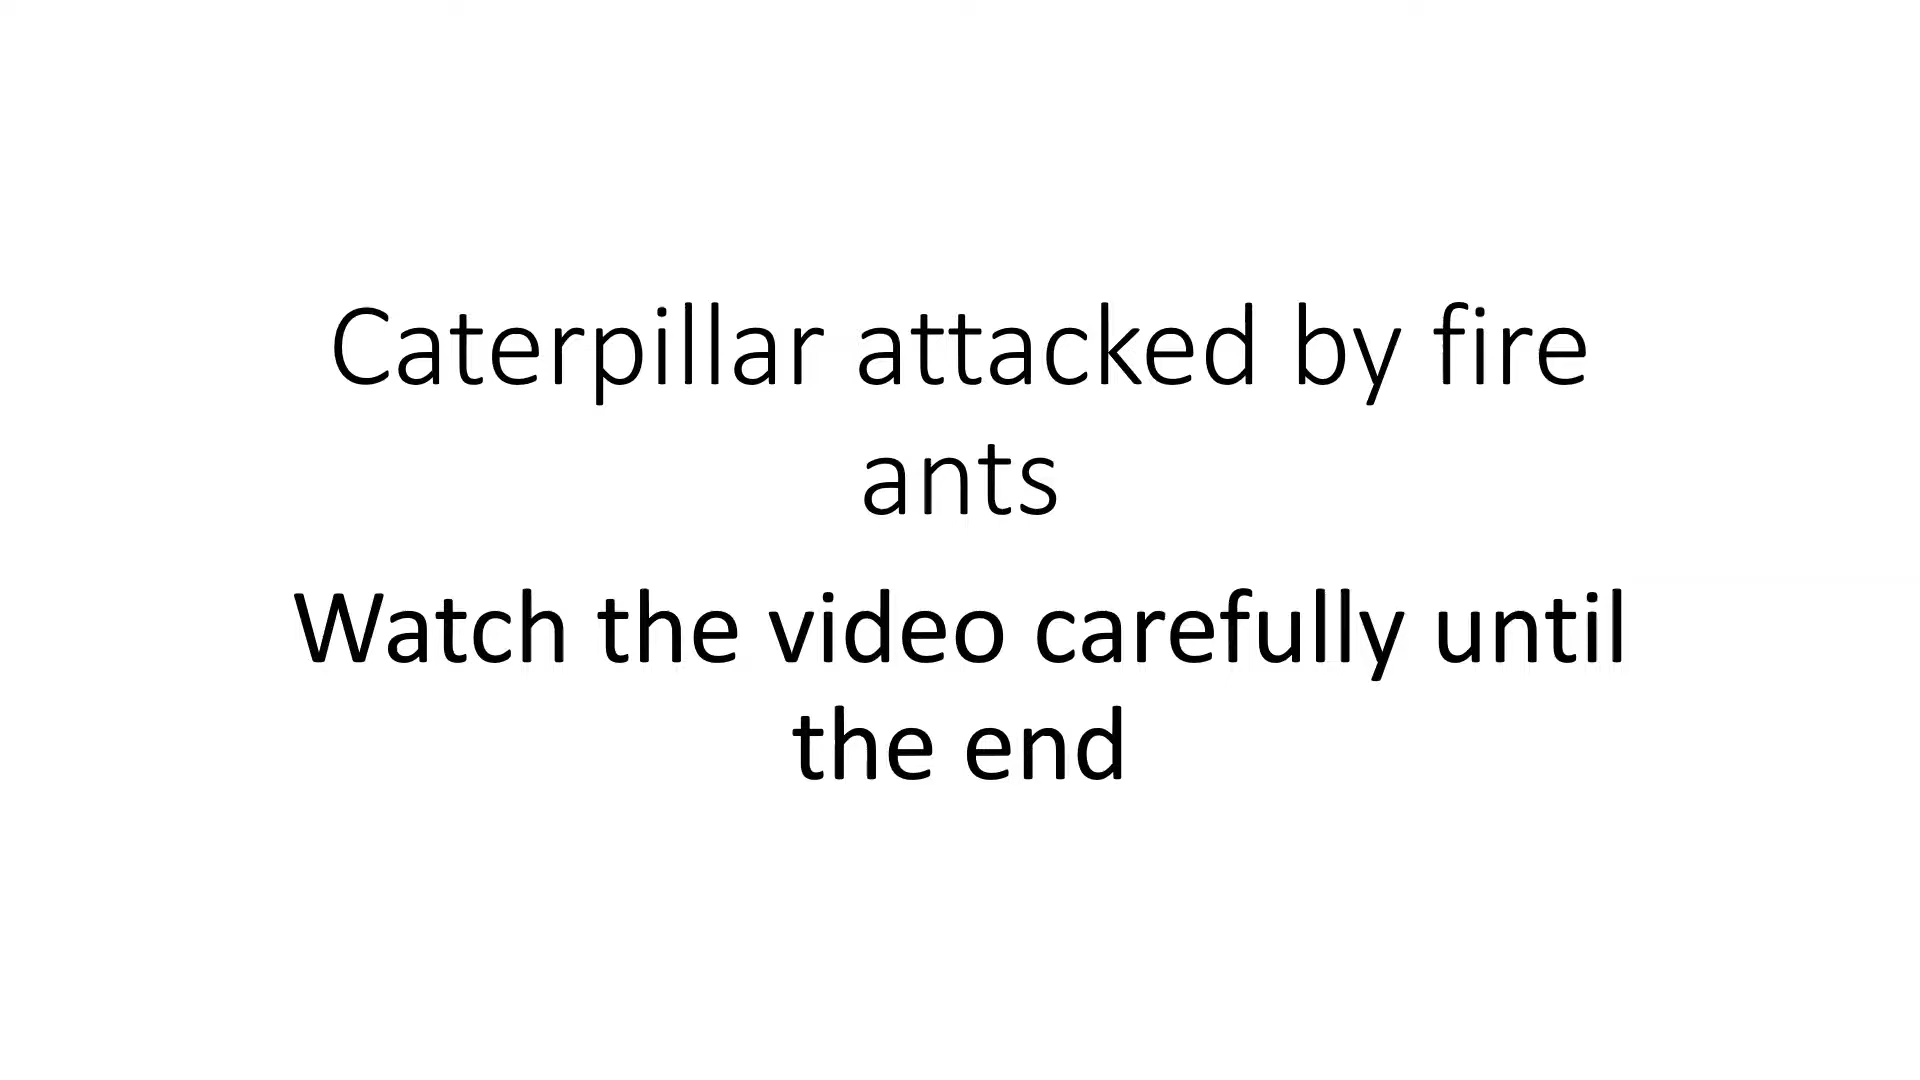 Caterpillar attacked by fire
ants
Watch the video carefully until
the end